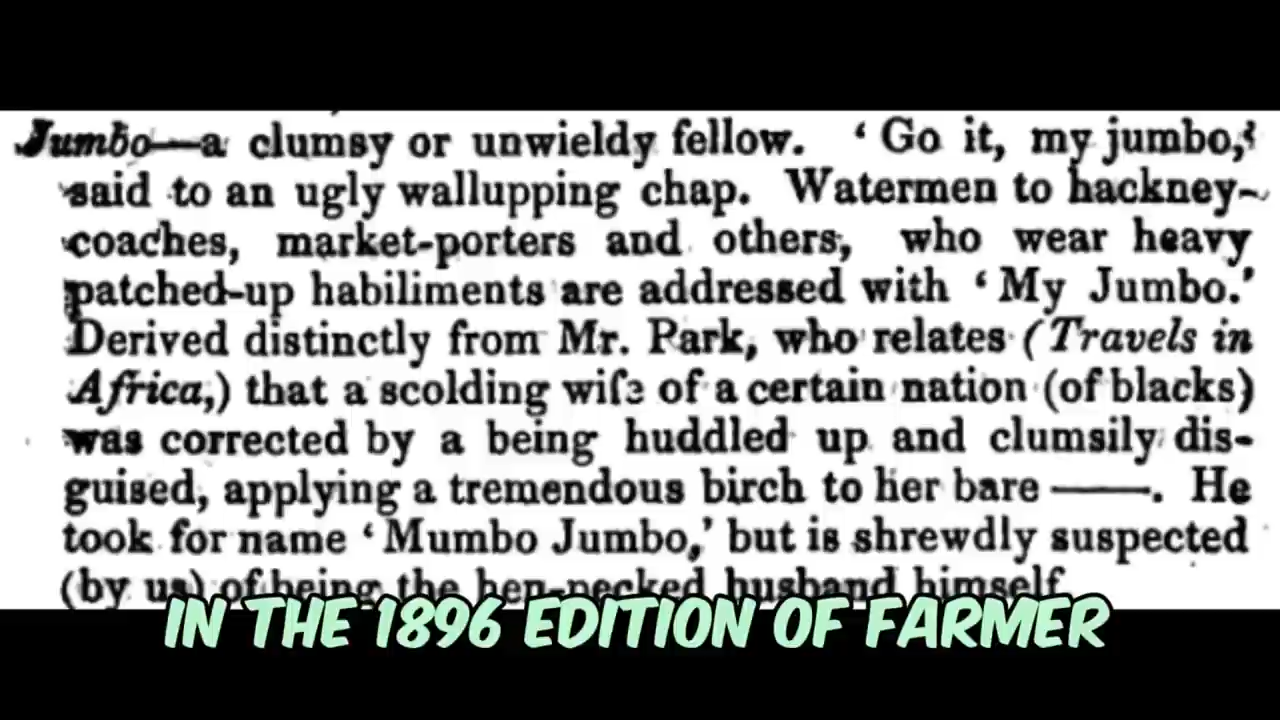 Jumbo—a clumsy or unwieldy fellow. ‘Go it, my jumbo,’
said to an ugly wallupping chap. Watermen to hackney-
coaches, market-porters and others, who wear heavy
patched-up habiliments are addressed with ‘My Jumbo.’
Derived distinctly from Mr. Park, who relates (Travels in
Africa,) that a scolding wife of a certain nation (of blacks)
was corrected by a being huddled up and clumsily dis-
guised, applying a tremendous birch to her bare ——. He
took for name ‘Mumbo Jumbo,’ but is shrewdly suspected
(by us) of being the hen-pecked husband himself.
IN THE 1896 EDITION OF FARMER